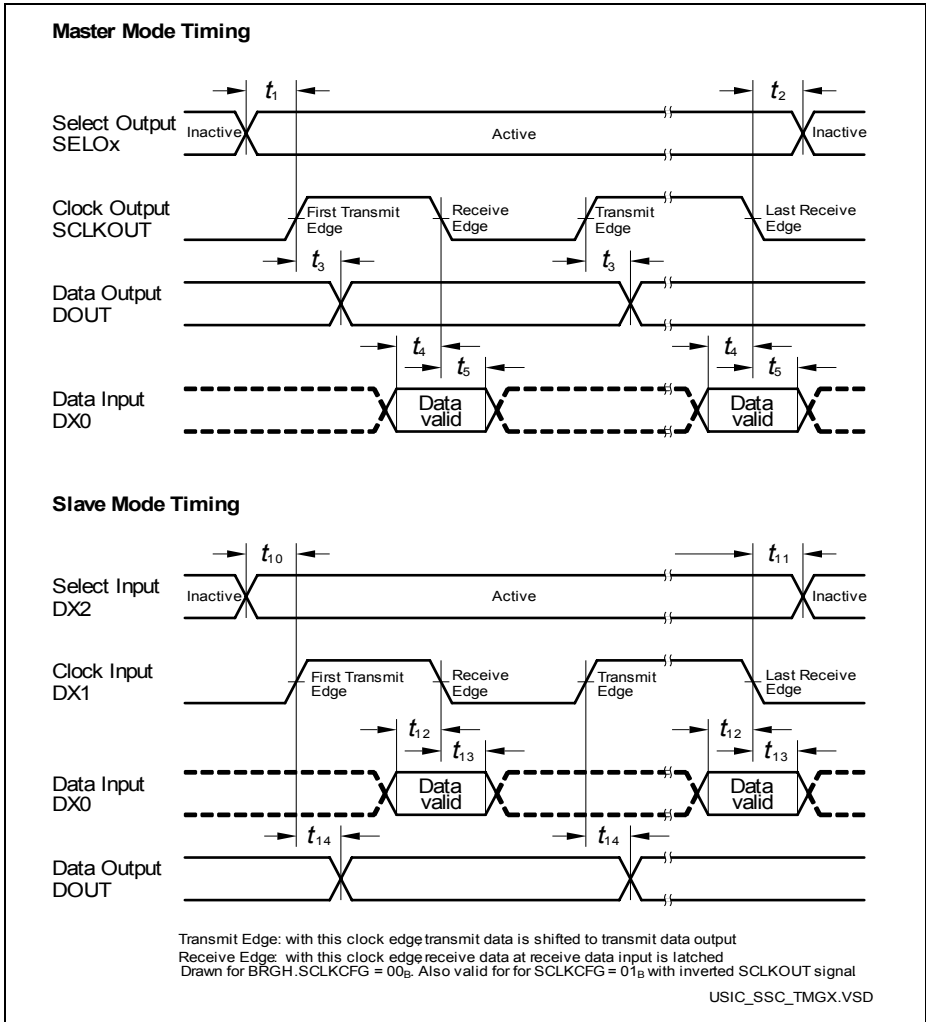 Master Mode Timing
t1
t2
Select Output
SELOx
Inactive
Active
Inactive
Clock Output
SCLKOUT
First Transmit
Edge
Receive
Edge
Transmit
Edge
Last Receive
Edge
t3
t3
Data Output
DOUT
t4
t5
t4
t5
Data Input
DX0
Data
valid
Data
valid
Slave Mode Timing
t10
t11
Select Input
DX2
Inactive
Active
Inactive
Clock Input
DX1
First Transmit
Edge
Receive
Edge
Transmit
Edge
Last Receive
Edge
t12
t13
t12
t13
Data Input
DX0
Data
valid
Data
valid
t14
t14
Data Output
DOUT
Transmit Edge: with this clock edge, transmit data is shifted to transmit data output
Receive Edge: with this clock edge, receive data at receive data input is latched
Drawn for BRGH.SCLKCFG = 00B. Also valid for for SCLKCFG = 01B with inverted SCLKOUT signal.
USIC_SSC_TMGX.VSD